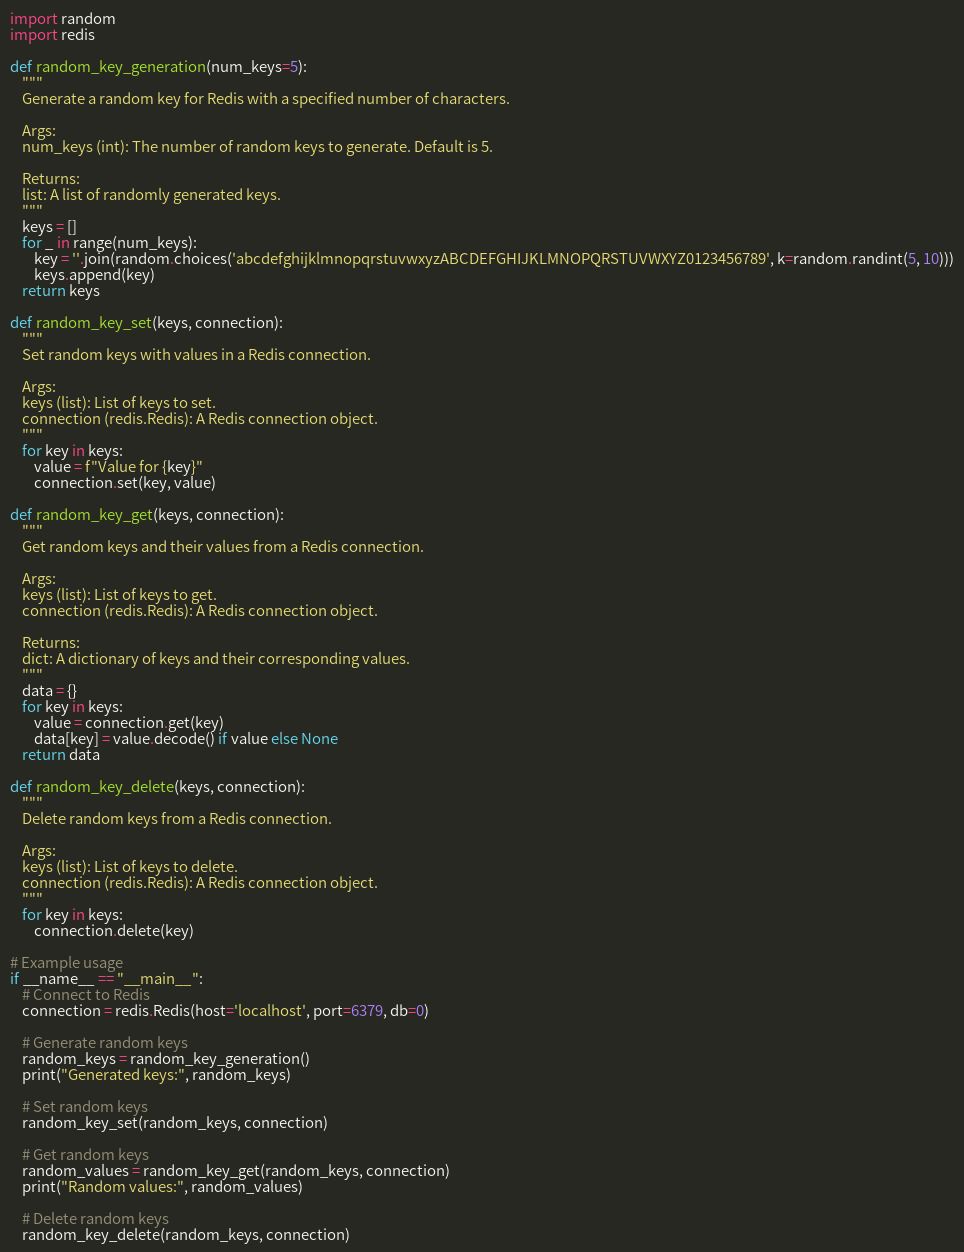 import random
import redis

def random_key_generation(num_keys=5):
    """
    Generate a random key for Redis with a specified number of characters.

    Args:
    num_keys (int): The number of random keys to generate. Default is 5.

    Returns:
    list: A list of randomly generated keys.
    """
    keys = []
    for _ in range(num_keys):
        key = ''.join(random.choices('abcdefghijklmnopqrstuvwxyzABCDEFGHIJKLMNOPQRSTUVWXYZ0123456789', k=random.randint(5, 10)))
        keys.append(key)
    return keys

def random_key_set(keys, connection):
    """
    Set random keys with values in a Redis connection.

    Args:
    keys (list): List of keys to set.
    connection (redis.Redis): A Redis connection object.
    """
    for key in keys:
        value = f"Value for {key}"
        connection.set(key, value)

def random_key_get(keys, connection):
    """
    Get random keys and their values from a Redis connection.

    Args:
    keys (list): List of keys to get.
    connection (redis.Redis): A Redis connection object.

    Returns:
    dict: A dictionary of keys and their corresponding values.
    """
    data = {}
    for key in keys:
        value = connection.get(key)
        data[key] = value.decode() if value else None
    return data

def random_key_delete(keys, connection):
    """
    Delete random keys from a Redis connection.

    Args:
    keys (list): List of keys to delete.
    connection (redis.Redis): A Redis connection object.
    """
    for key in keys:
        connection.delete(key)

# Example usage
if __name__ == "__main__":
    # Connect to Redis
    connection = redis.Redis(host='localhost', port=6379, db=0)

    # Generate random keys
    random_keys = random_key_generation()
    print("Generated keys:", random_keys)

    # Set random keys
    random_key_set(random_keys, connection)

    # Get random keys
    random_values = random_key_get(random_keys, connection)
    print("Random values:", random_values)

    # Delete random keys
    random_key_delete(random_keys, connection)